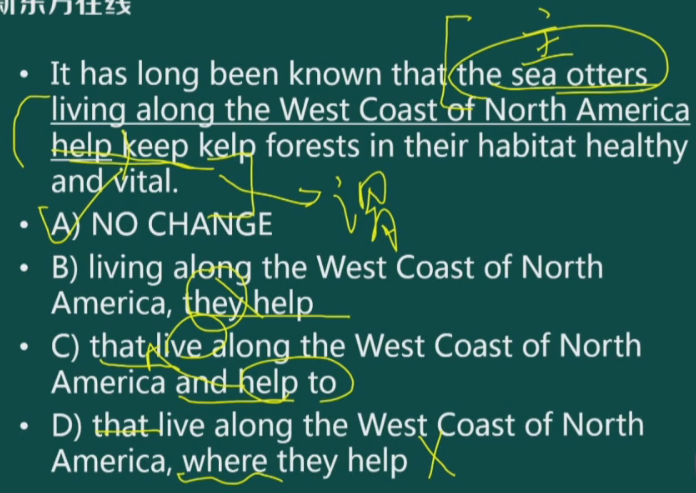 新东方在线
主
• It has long been known that the sea otters
living along the West Coast of North America
help keep kelp forests in their habitat healthy
and vital.
谓
• A) NO CHANGE
• B) living along the West Coast of North
America, they help
• C) that live along the West Coast of North
America and help to
• D) that live along the West Coast of North
America, where they help